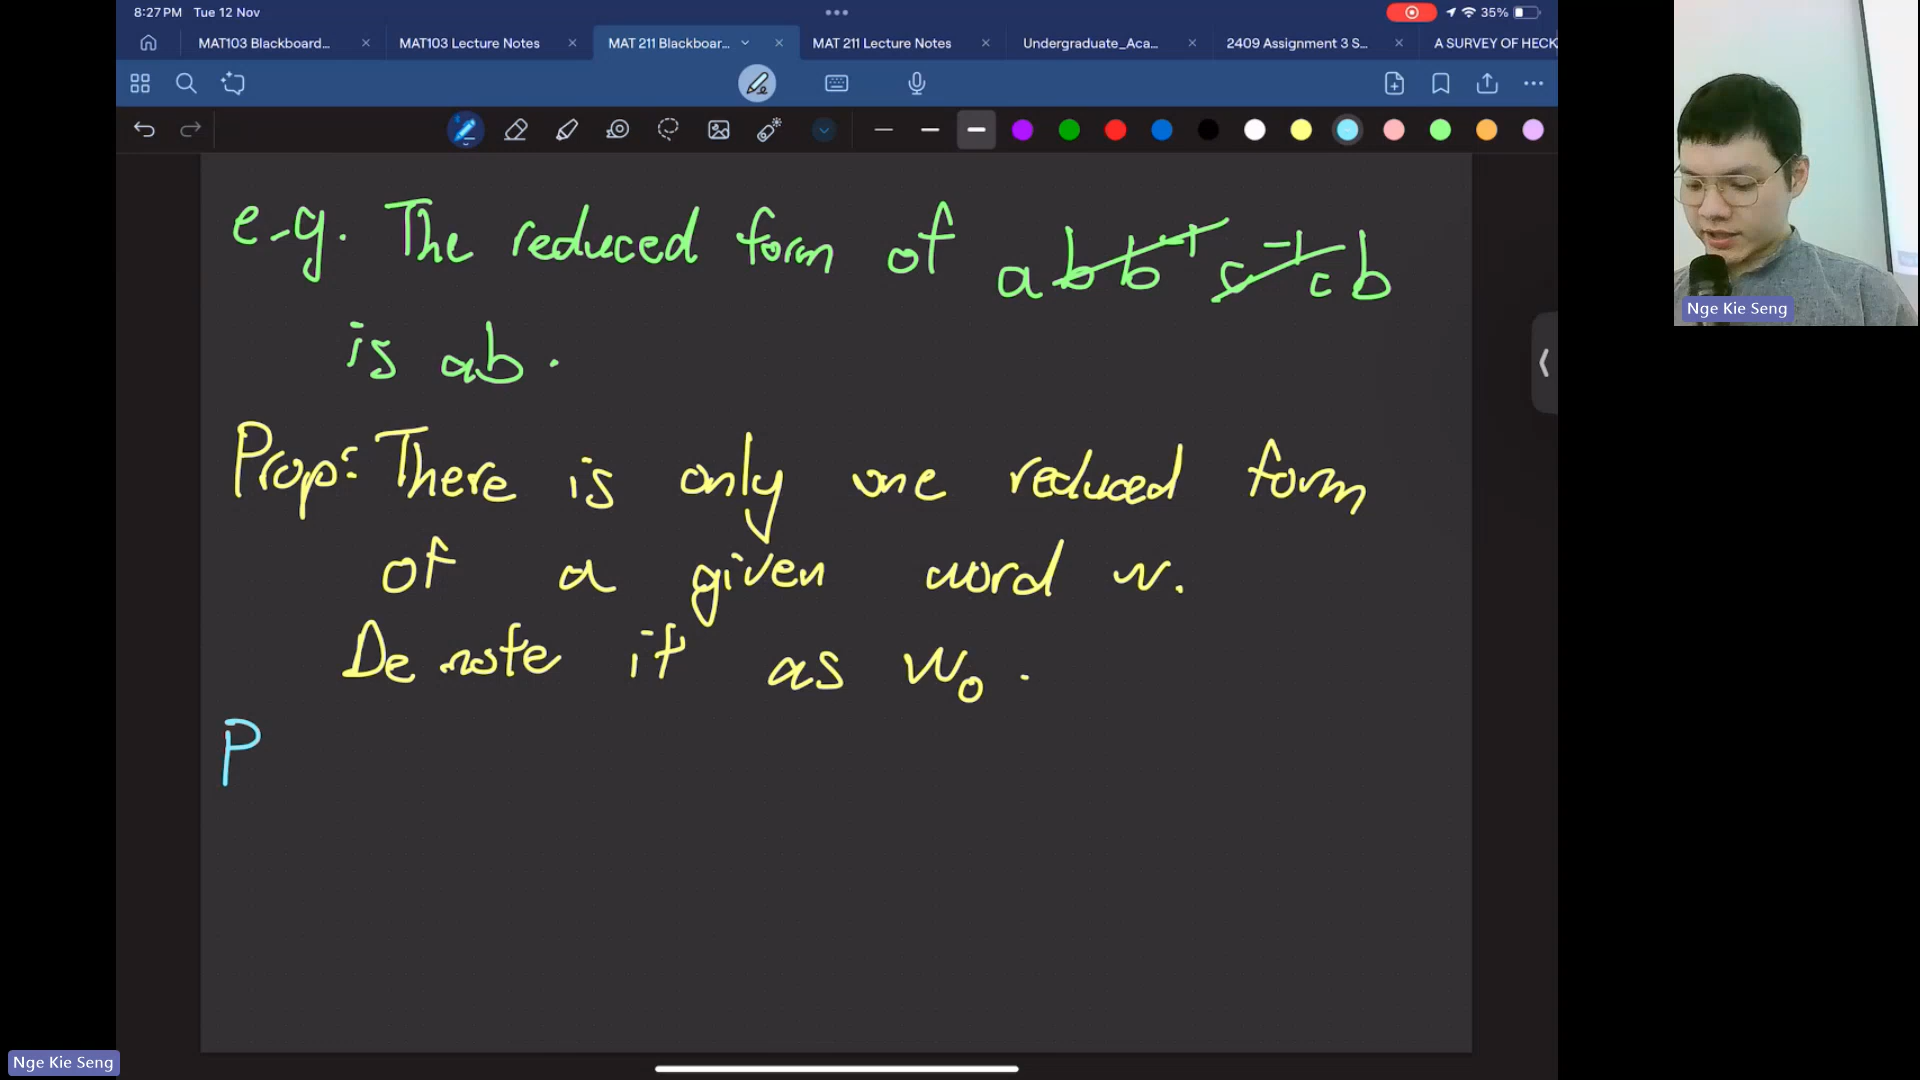 8:27 PM Tue 12 Nov
35%
MAT103 Blackboard...
MAT103 Lecture Notes
MAT 211 Blackboar...
MAT 211 Lecture Notes
Undergraduate_Aca...
2409 Assignment 3 S...
A SURVEY OF HECK
e.g. The reduced form of abb⁻¹c⁻¹cb
is ab.
Prop: There is only one reduced form
of a given word w.
Denote it as w₀.
P
Nge Kie Seng
Nge Kie Seng